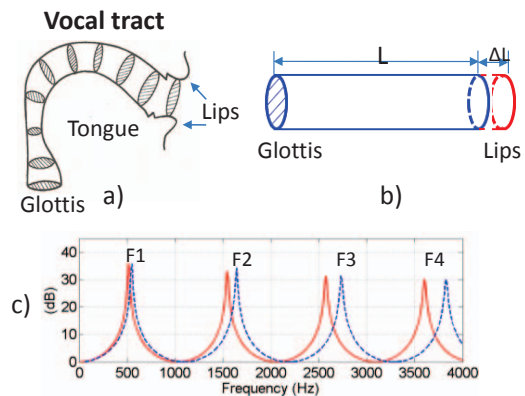 Vocal tract
Lips
Tongue
Glottis
a)
L
ΔL
Glottis
Lips
b)
c)
(dB)
40
30
20
10
0
F1
F2
F3
F4
0
500
1000
1500
2000
2500
3000
3500
4000
Frequency (Hz)